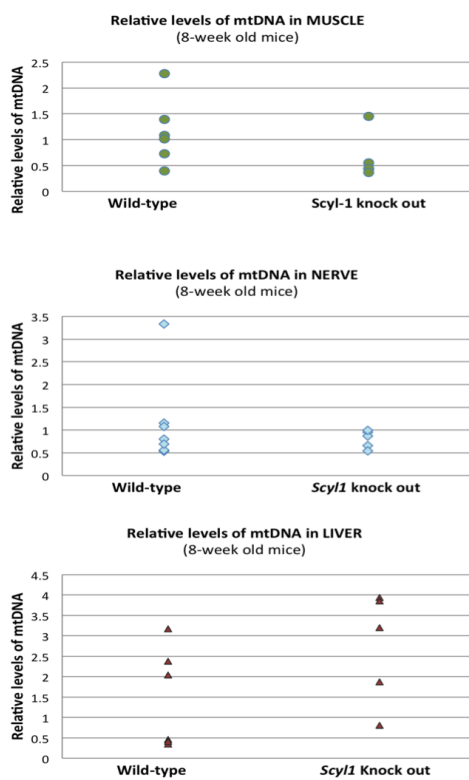 Relative levels of mtDNA in MUSCLE
(8-week old mice)
Relative levels of mtDNA
2.5
2
1.5
1
0.5
0
Wild-type Scyl-1 knock out
Relative levels of mtDNA in NERVE
(8-week old mice)
Relative levels of mtDNA
3.5
3
2.5
2
1.5
1
0.5
0
Wild-type Scyl1 knock out
Relative levels of mtDNA in LIVER
(8-week old mice)
Relative levels of mtDNA
4.5
4
3.5
3
2.5
2
1.5
1
0.5
0
Wild-type Scyl1 Knock out